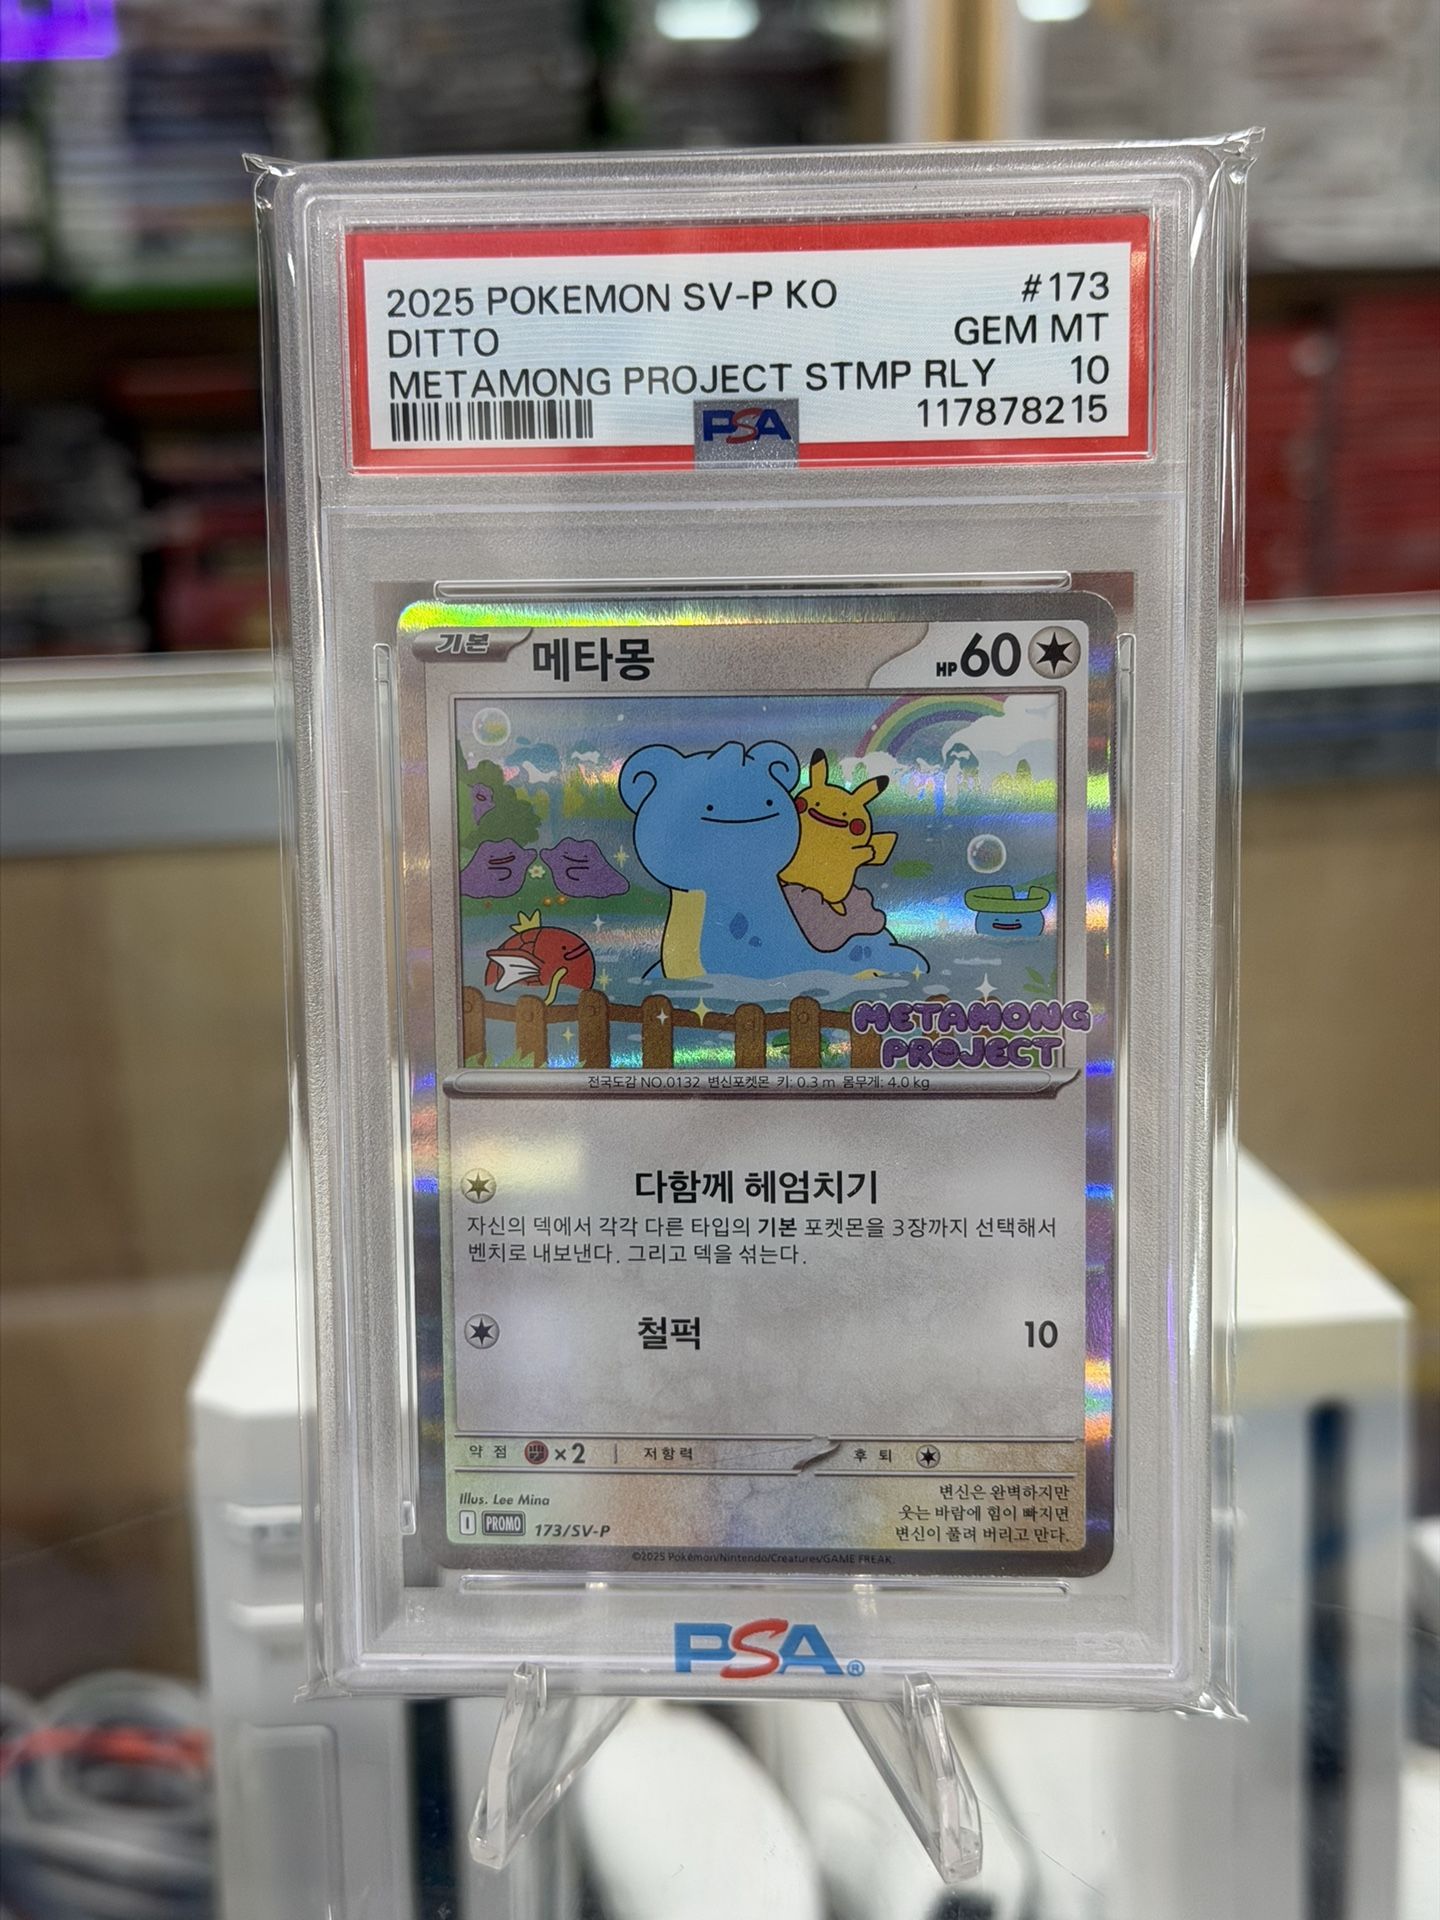 2025 POKEMON SV-P KO #173
DITTO GEM MT
METAMONG PROJECT STMP RLY 10
PSA 117878215
기본 메타몽 HP60
METAMONG
PROJECT
전국도감 NO.0132 변신포켓몬 키: 0.3 m 몸무게: 4.0 kg
다함께 헤엄치기
자신의 덱에서 각각 다른 타입의 기본 포켓몬을 3장까지 선택해서
벤치로 내보낸다. 그리고 덱을 섞는다.
철퍽 10
약점 ×2 저항력 후퇴
Illus. Lee Mina
변신은 완벽하지만
웃는 바람에 힘이 빠지면
변신이 풀려 버리고 만다.
I PROMO 173/SV-P
©2025 Pokémon/Nintendo/Creatures/GAME FREAK.
PSA®